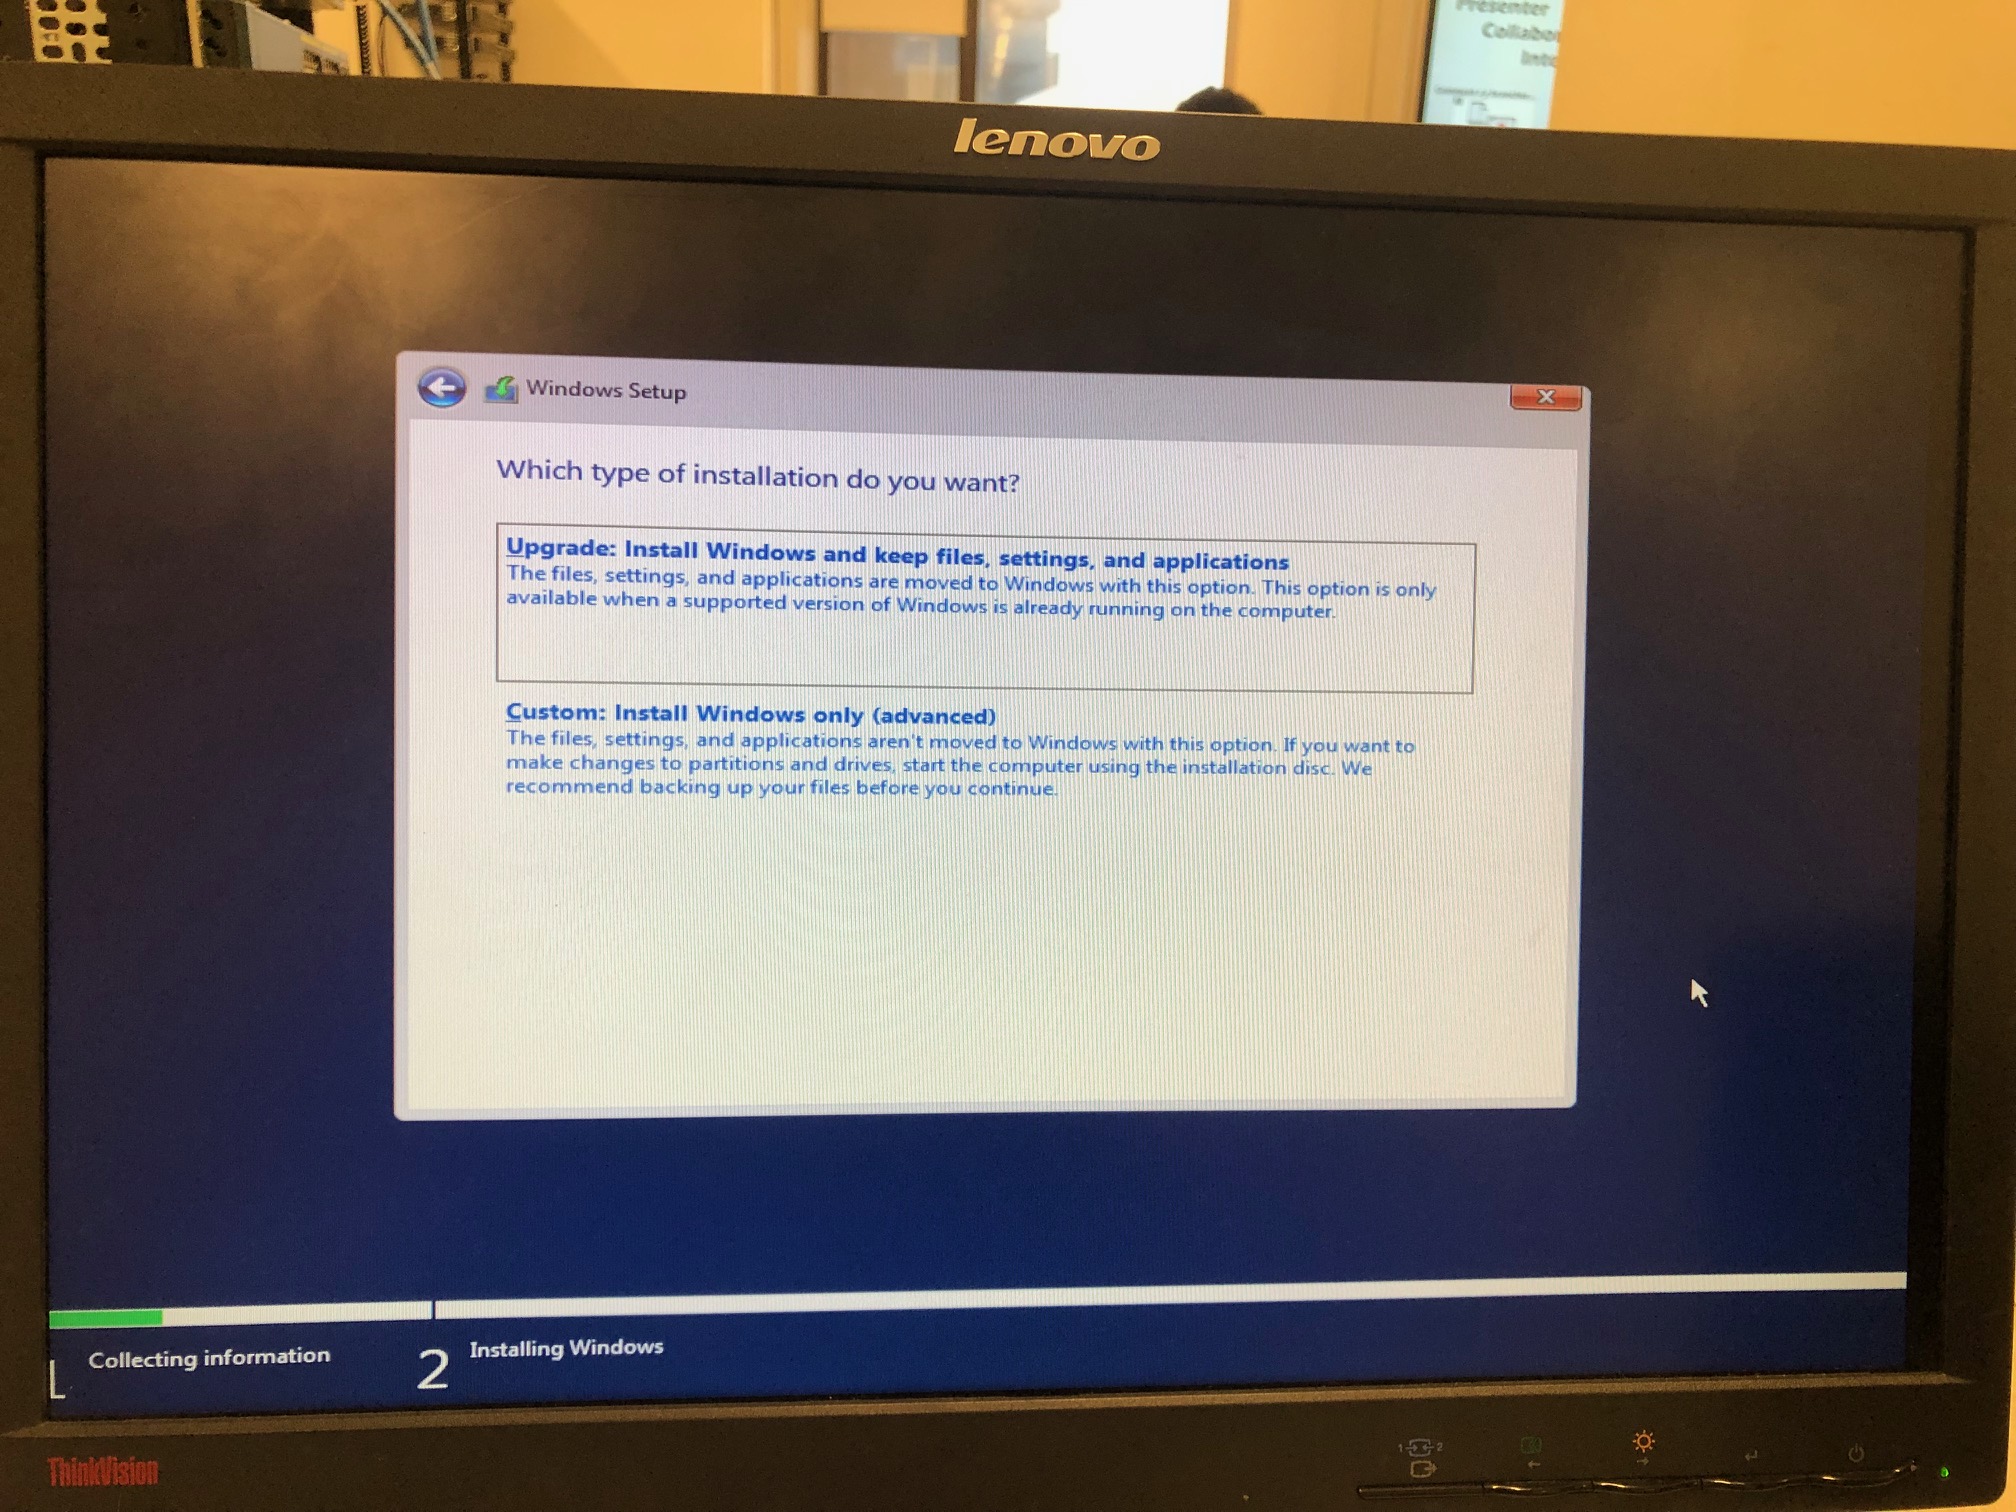 Presenter
lenovo
Windows Setup
Which type of installation do you want?
Upgrade: Install Windows and keep files, settings, and applications
The files, settings, and applications are moved to Windows with this option. This option is only
available when a supported version of Windows is already running on the computer.
Custom: Install Windows only (advanced)
The files, settings, and applications aren't moved to Windows with this option. If you want to
make changes to partitions and drives, start the computer using the installation disc. We
recommend backing up your files before you continue.
Collecting information
2 Installing Windows
ThinkVision
1 2